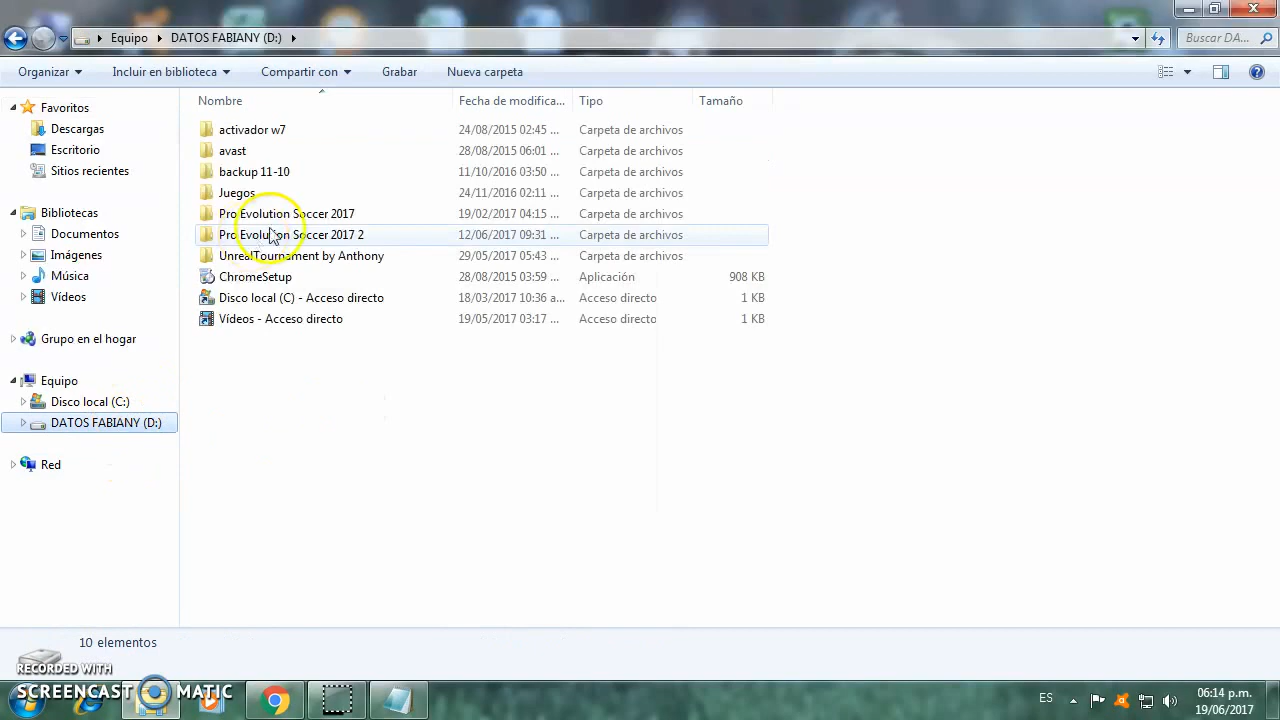 Equipo DATOS FABIANY (D:) Buscar DA...
Organizar Incluir en biblioteca Compartir con Grabar Nueva carpeta
Nombre Fecha de modifica... Tipo Tamaño
Favoritos
Descargas
Escritorio
Sitios recientes
Bibliotecas
Documentos
Imágenes
Música
Vídeos
Grupo en el hogar
Equipo
Disco local (C:)
DATOS FABIANY (D:)
Red
activador w7 24/08/2015 02:45 ... Carpeta de archivos
avast 28/08/2015 06:01 ... Carpeta de archivos
backup 11-10 11/10/2016 03:50 ... Carpeta de archivos
Juegos 24/11/2016 02:11 ... Carpeta de archivos
Pro Evolution Soccer 2017 19/02/2017 04:15 ... Carpeta de archivos
Pro Evolution Soccer 2017 2 12/06/2017 09:31 ... Carpeta de archivos
UnrealTournament by Anthony 29/05/2017 05:43 ... Carpeta de archivos
ChromeSetup 28/08/2015 03:59 ... Aplicación 908 KB
Disco local (C) - Acceso directo 18/03/2017 10:36 a... Acceso directo 1 KB
Vídeos - Acceso directo 19/05/2017 03:17 ... Acceso directo 1 KB
10 elementos
RECORDED WITH
SCREENCAST MATIC
ES
06:14 p.m.
19/06/2017